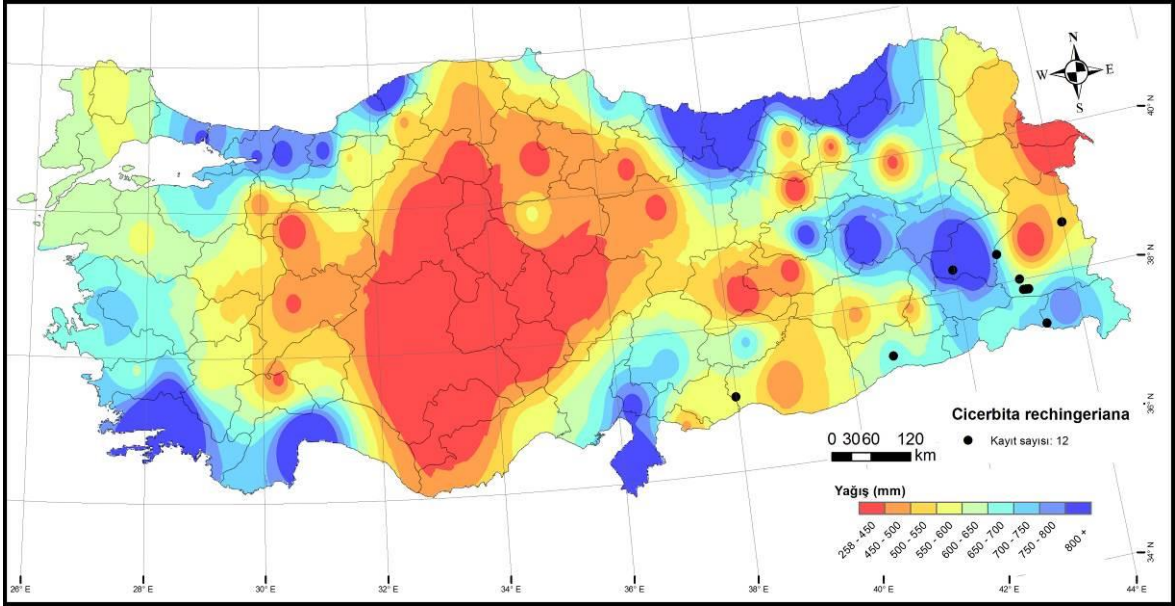 N
W E
S
40° N
38° N
36° N
34° N
Cicerbita rechingeriana
Kayıt sayısı: 12
0 30 60 120
km
Yağış (mm)
258 - 450
450 - 500
500 - 550
550 - 600
600 - 650
650 - 700
700 - 750
750 - 800
800 +
26° E 28° E 30° E 32° E 34° E 36° E 38° E 40° E 42° E 44° E